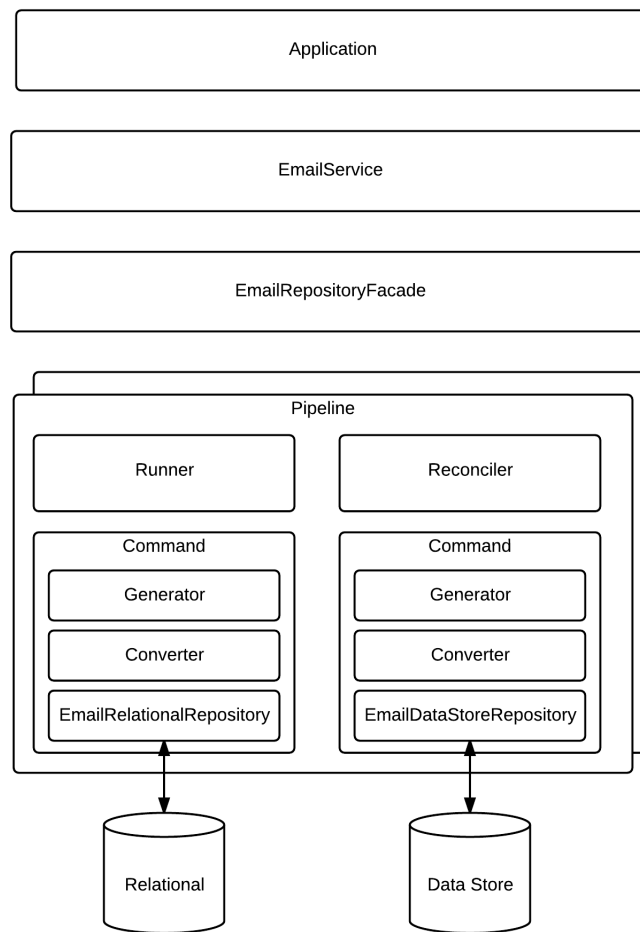 Application
EmailService
EmailRepositoryFacade
Pipeline
Runner
Reconciler
Command
Command
Generator
Generator
Converter
Converter
EmailRelationalRepository
EmailDataStoreRepository
Relational
Data Store